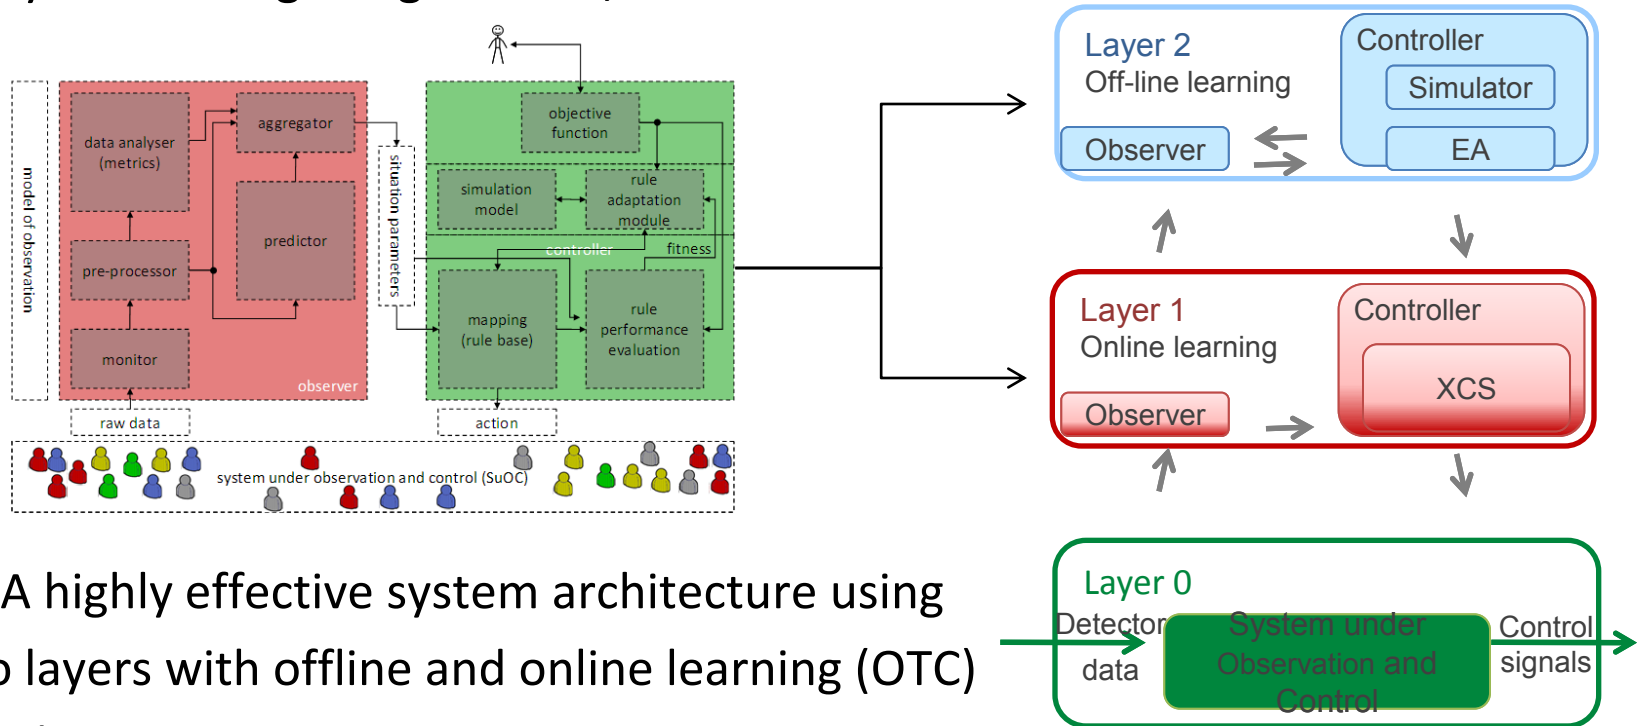 model of observation
data analyser
(metrics)
aggregator
predictor
pre-processor
monitor
observer
raw data
situation parameters
objective
function
simulation
model
rule
adaptation
module
controller
fitness
mapping
(rule base)
rule
performance
evaluation
action
system under observation and control (SuOC)
Layer 2
Off-line learning
Observer
Controller
Simulator
EA
Layer 1
Online learning
Observer
Controller
XCS
Layer 0
Detector
data
System under
Observation and
Control
Control
signals
A highly effective system architecture using
layers with offline and online learning (OTC)